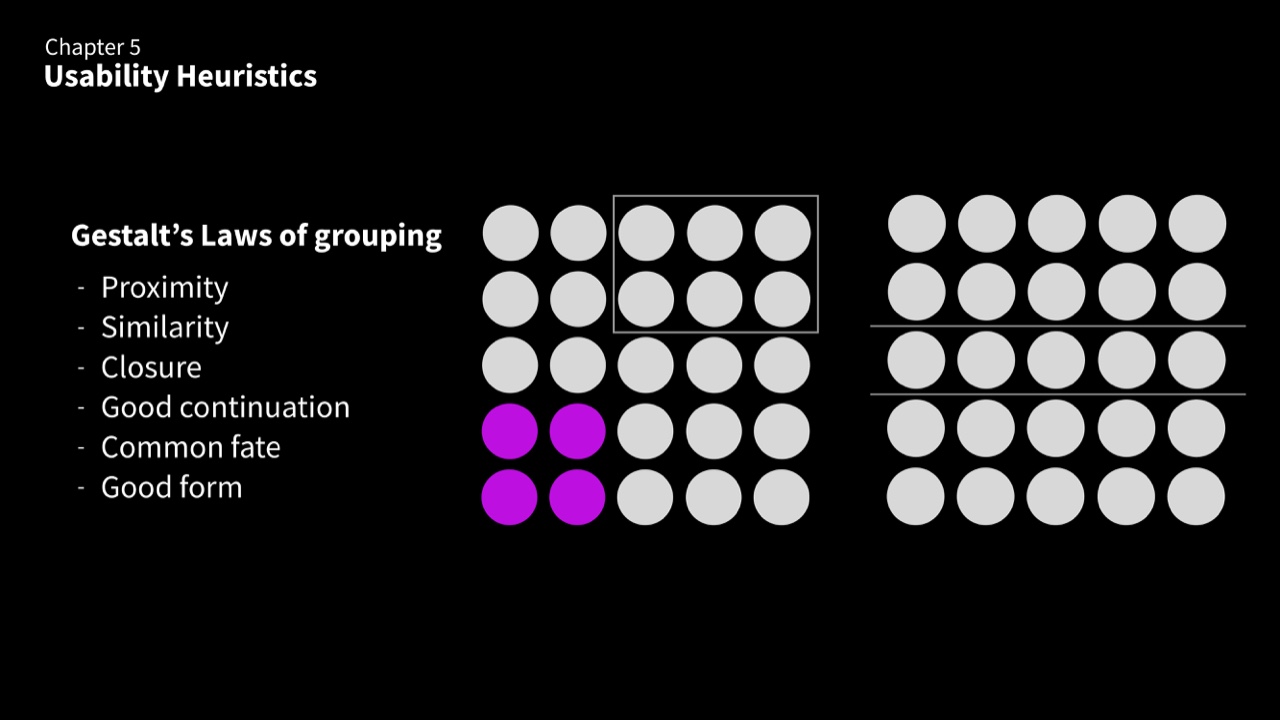 Chapter 5
Usability Heuristics
Gestalt’s Laws of grouping
- Proximity
- Similarity
- Closure
- Good continuation
- Common fate
- Good form